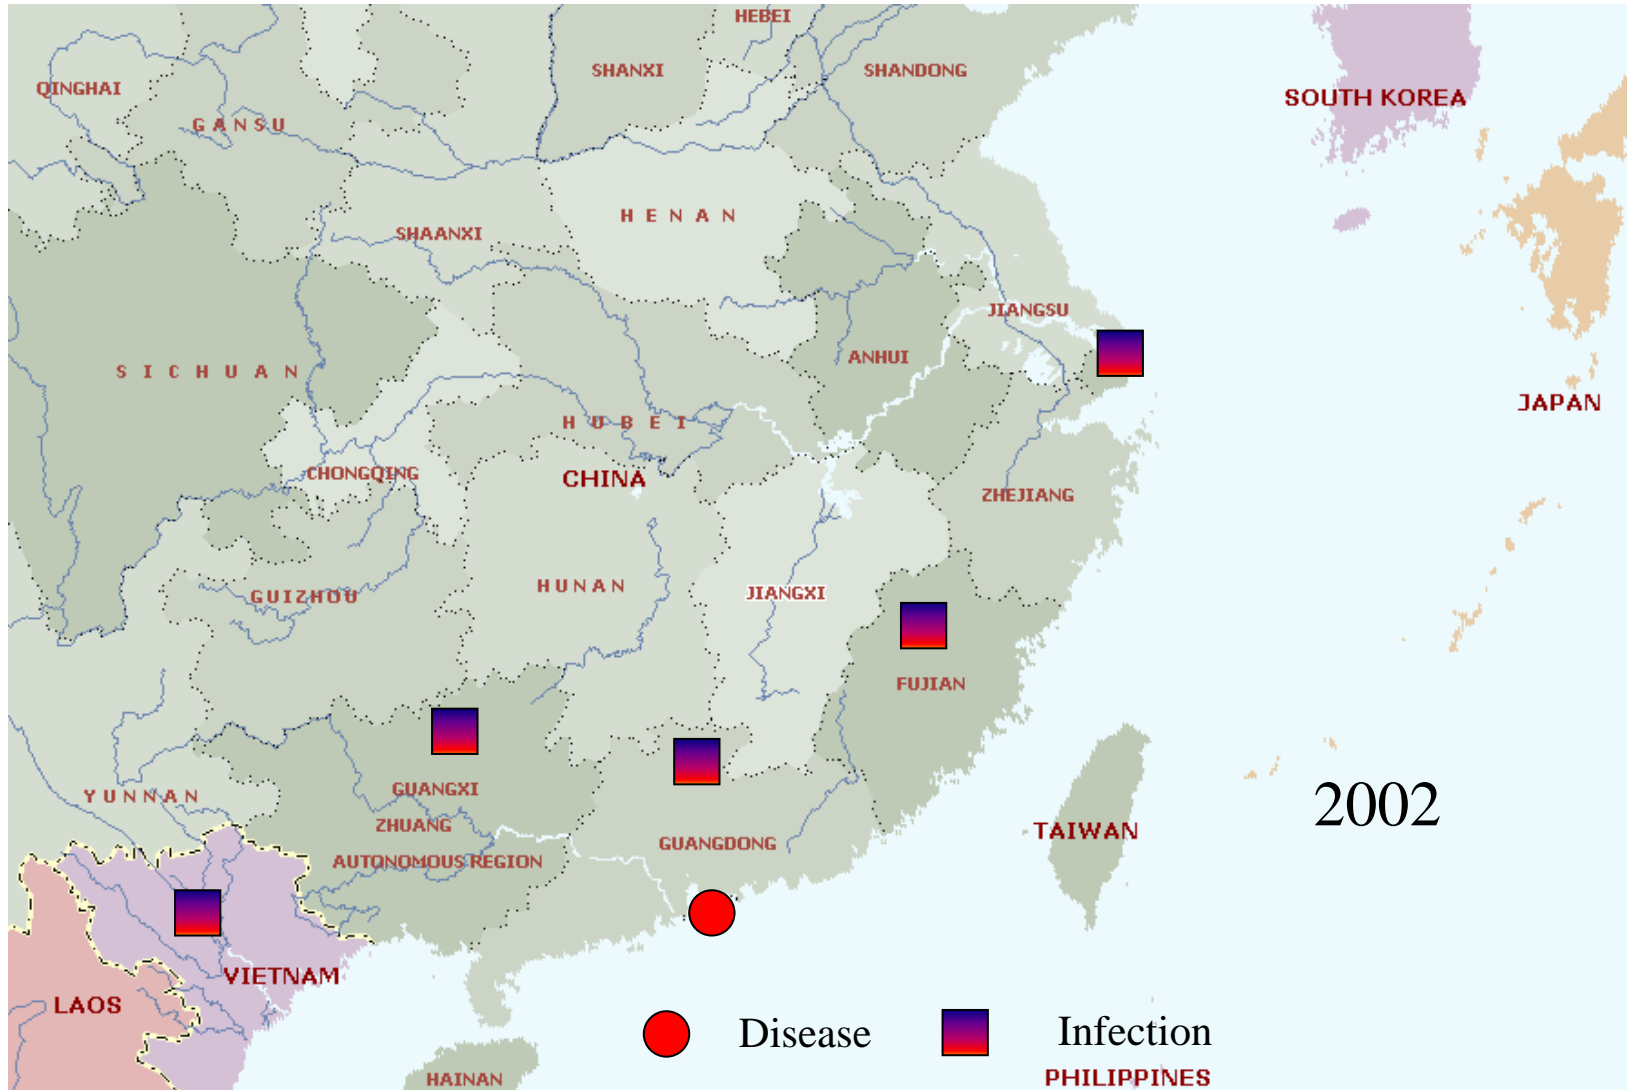 HEBEI
SHANXI
SHANDONG
QINGHAI
SOUTH KOREA
GANSU
HENAN
SHAANXI
JIANGSU
ANHUI
SICHUAN
JAPAN
HUBEI
CHONGQING
CHINA
ZHEJIANG
HUNAN
JIANGXI
GUIZHOU
FUJIAN
GUANGXI
ZHUANG
AUTONOMOUS REGION
YUNNAN
2002
TAIWAN
GUANGDONG
VIETNAM
LAOS
Disease
Infection
HAINAN
PHILIPPINES